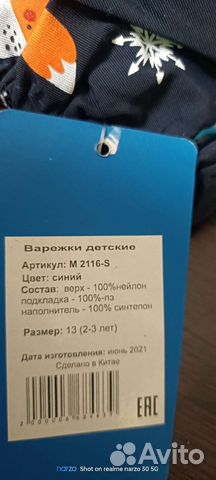 Варежки детские
Артикул: М 2116-S
Цвет: синий
Состав: верх - 100%нейлон
подкладка - 100%-пэ
наполнитель - 100% синтепон
Размер: 13 (2-3 лет)
Дата изготовления: июнь 2021
Сделано в Китае
EAC
narzo Shot on realme narzo 50 5G
Avito